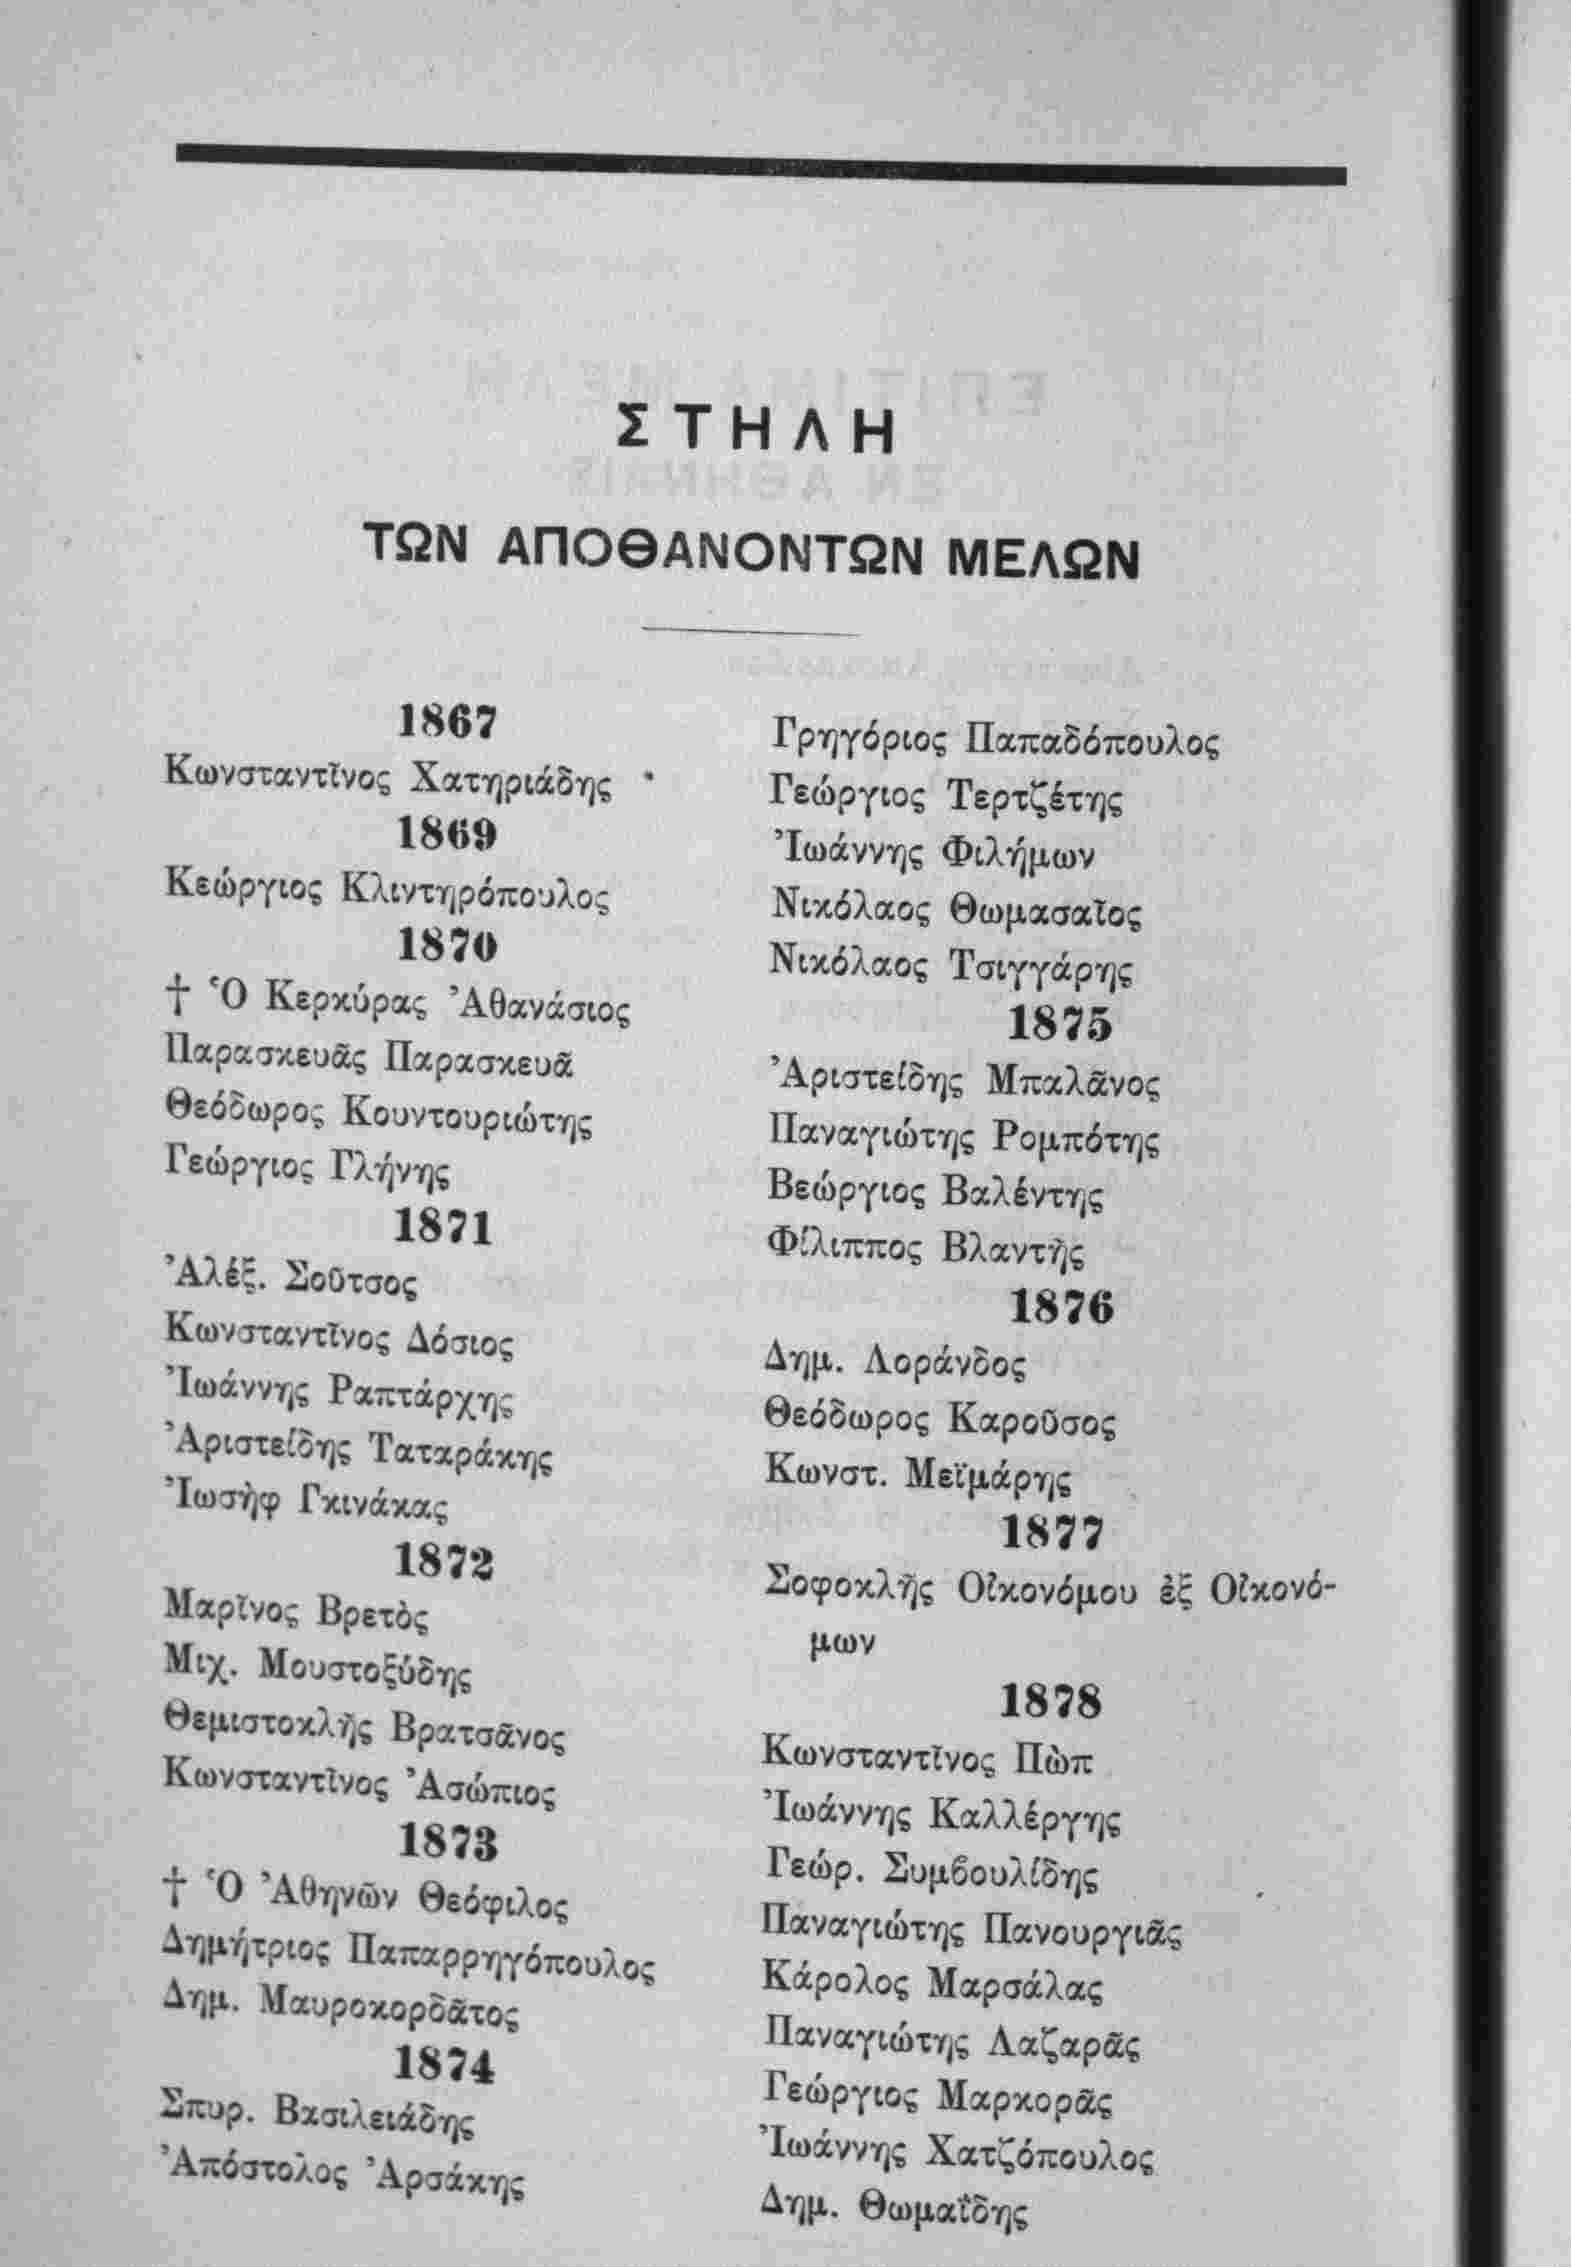 ΣΤΗΛΗ
ΤΩΝ ΑΠΟΘΑΝΟΝΤΩΝ ΜΕΛΩΝ
1867
Κωνσταντῖνος Χατηριάδης
1869
Κεώργιος Κλιντηρόπουλος
1870
† Ὁ Κερκύρας Ἀθανάσιος
Παρασκευᾶς Παρασκευᾶ
Θεόδωρος Κουντουριώτης
Γεώργιος Γλήνης
1871
Ἀλέξ. Σοῦτσος
Κωνσταντῖνος Δόσιος
Ἰωάννης Ραπτάρχης
Ἀριστείδης Ταταράκης
Ἰωσὴφ Γκινάκας
1872
Μαρῖνος Βρετὸς
Μιχ. Μουστοξύδης
Θεμιστοκλῆς Βρατσᾶνος
Κωνσταντῖνος Ἀσώπιος
1873
† Ὁ Ἀθηνῶν Θεόφιλος
Δημήτριος Παπαρρηγόπουλος
Δημ. Μαυροκορδᾶτος
1874
Σπυρ. Βασιλειάδης
Ἀπόστολος Ἀρσάκης
Γρηγόριος Παπαδόπουλος
Γεώργιος Τερτζέτης
Ἰωάννης Φιλήμων
Νικόλαος Θωμασαῖος
Νικόλαος Τσιγγάρης
1875
Ἀριστείδης Μπαλᾶνος
Παναγιώτης Ρομπότης
Βεώργιος Βαλέντης
Φίλιππος Βλαντῆς
1876
Δημ. Λοράνδος
Θεόδωρος Καροῦσος
Κωνστ. Μεϊμάρης
1877
Σοφοκλῆς Οἰκονόμου ἐξ Οἰκονό-
μων
1878
Κωνσταντῖνος Πὼπ
Ἰωάννης Καλλέργης
Γεώρ. Συμβουλίδης
Παναγιώτης Πανουργιᾶς
Κάρολος Μαρσάλας
Παναγιώτης Λαζαρᾶς
Γεώργιος Μαρκορᾶς
Ἰωάννης Χατζόπουλος
Δημ. Θωμαΐδης